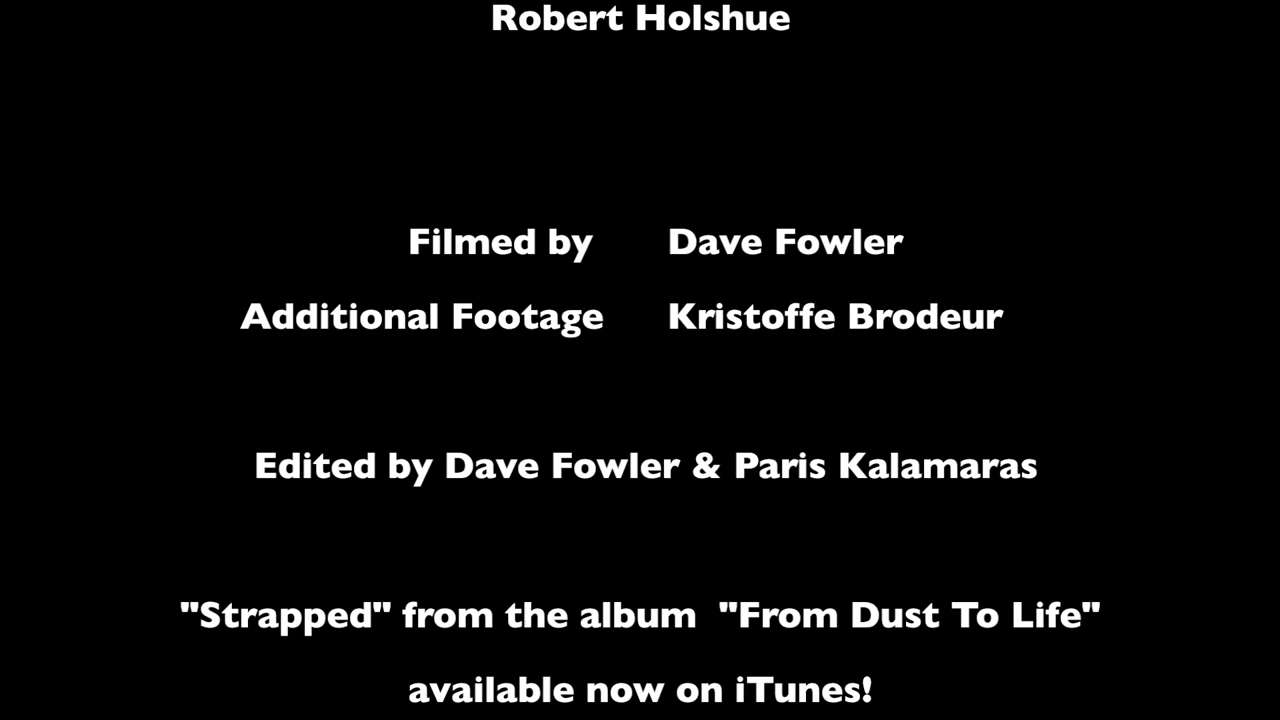 Robert Holshue
Filmed by Dave Fowler
Additional Footage Kristoffe Brodeur
Edited by Dave Fowler & Paris Kalamaras
"Strapped" from the album "From Dust To Life"
available now on iTunes!